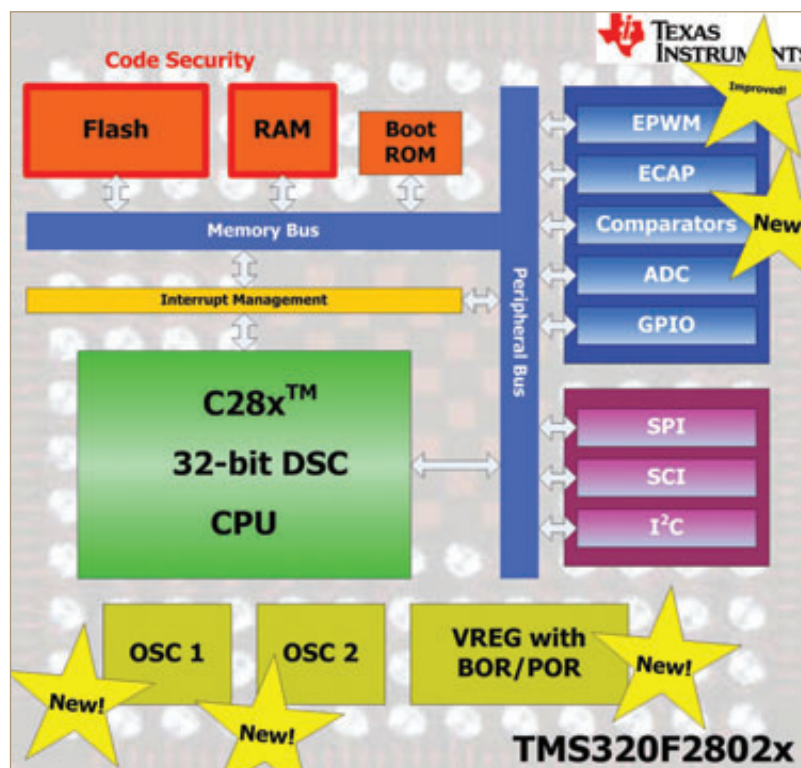 TEXAS
INSTRUMENTS
Improved!
Code Security
Flash
RAM
Boot
ROM
Memory Bus
Interrupt Management
Peripheral Bus
EPWM
ECAP
Comparators
New!
ADC
GPIO
C28x™
32-bit DSC
CPU
SPI
SCI
I²C
OSC 1
New!
OSC 2
New!
VREG with
BOR/POR
New!
TMS320F2802x